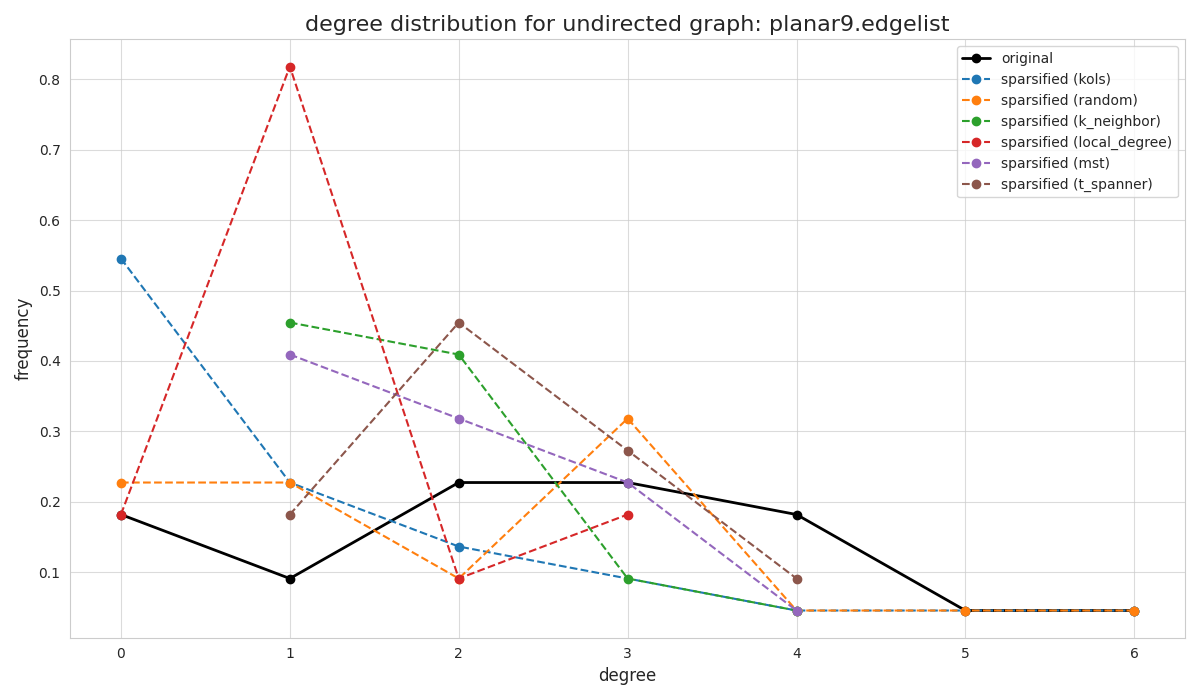 degree distribution for undirected graph: planar9.edgelist
original
sparsified (kols)
sparsified (random)
sparsified (k_neighbor)
sparsified (local_degree)
sparsified (mst)
sparsified (t_spanner)
frequency
0.8
0.7
0.6
0.5
0.4
0.3
0.2
0.1
0 1 2 3 4 5 6
degree